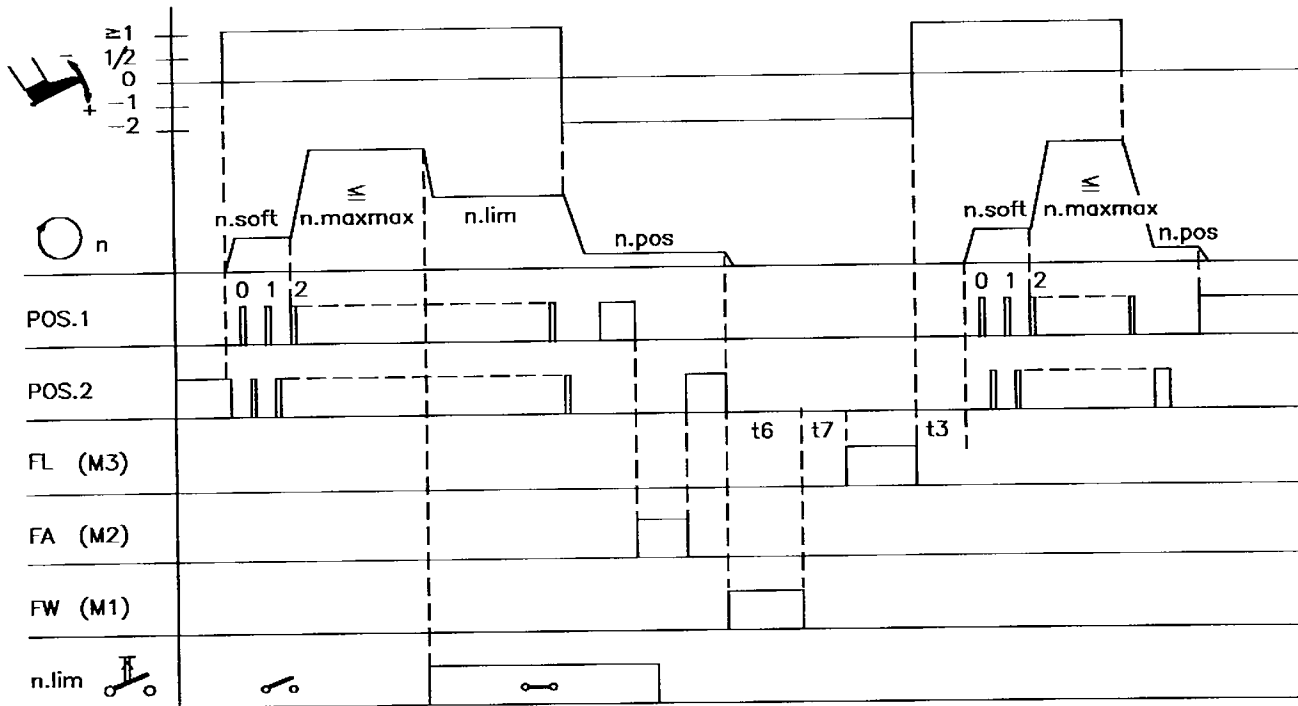 ≥1
1/2
0
−1
−2
−
+
n
n.soft
≦
n.maxmax
n.lim
n.pos
n.soft
≦
n.maxmax
n.pos
0 1 2
0 1 2
POS.1
POS.2
t6 t7 t3
FL (M3)
FA (M2)
FW (M1)
n.lim